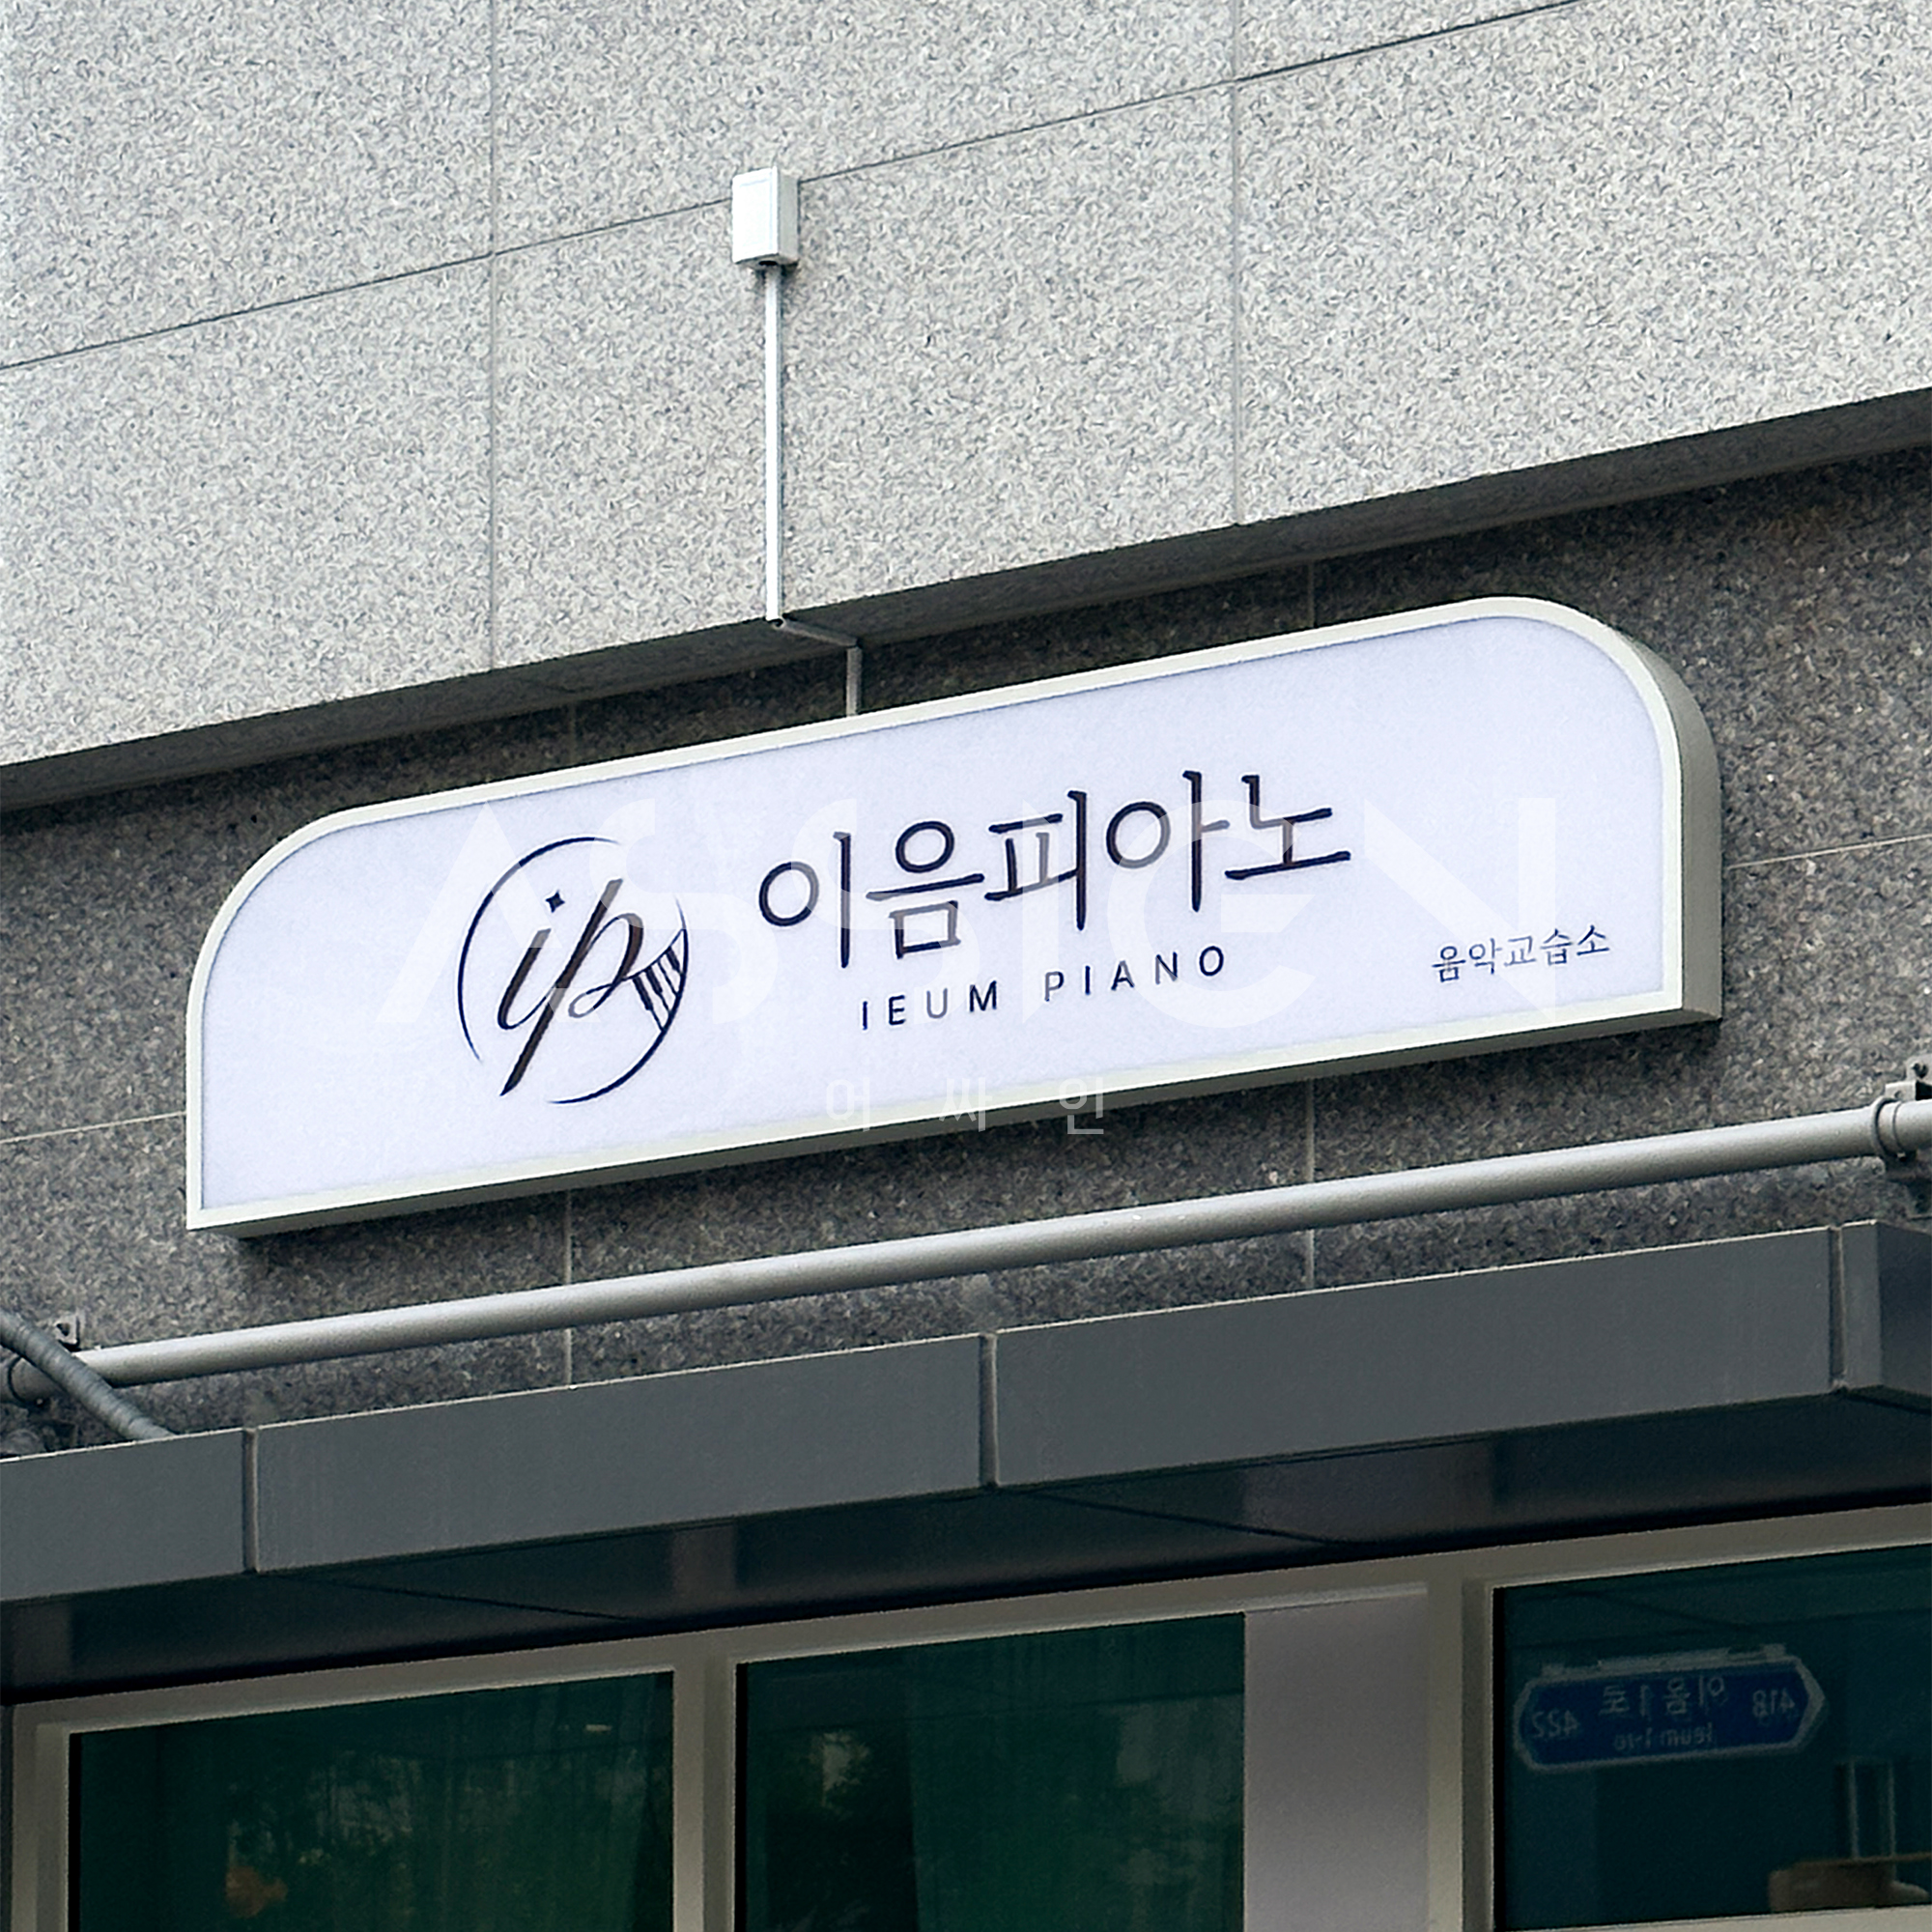 ip
이음피아노
IEUM PIANO
음악교습소
ASSIGN
어싸인
422 이음1로 418
Ieum 1-ro